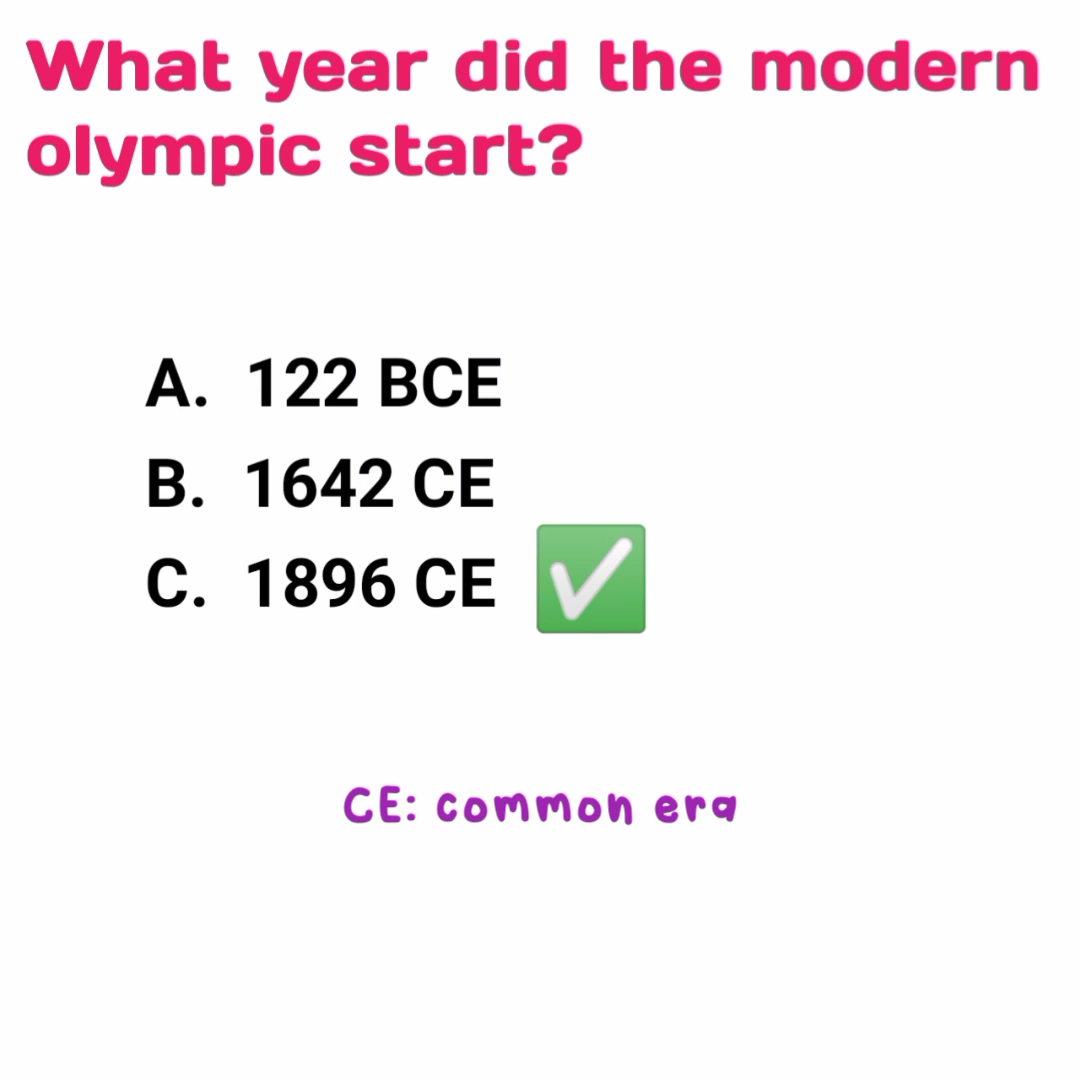 What year did the modern
olympic start?
A. 122 BCE
B. 1642 CE
C. 1896 CE ✅
CE: common era